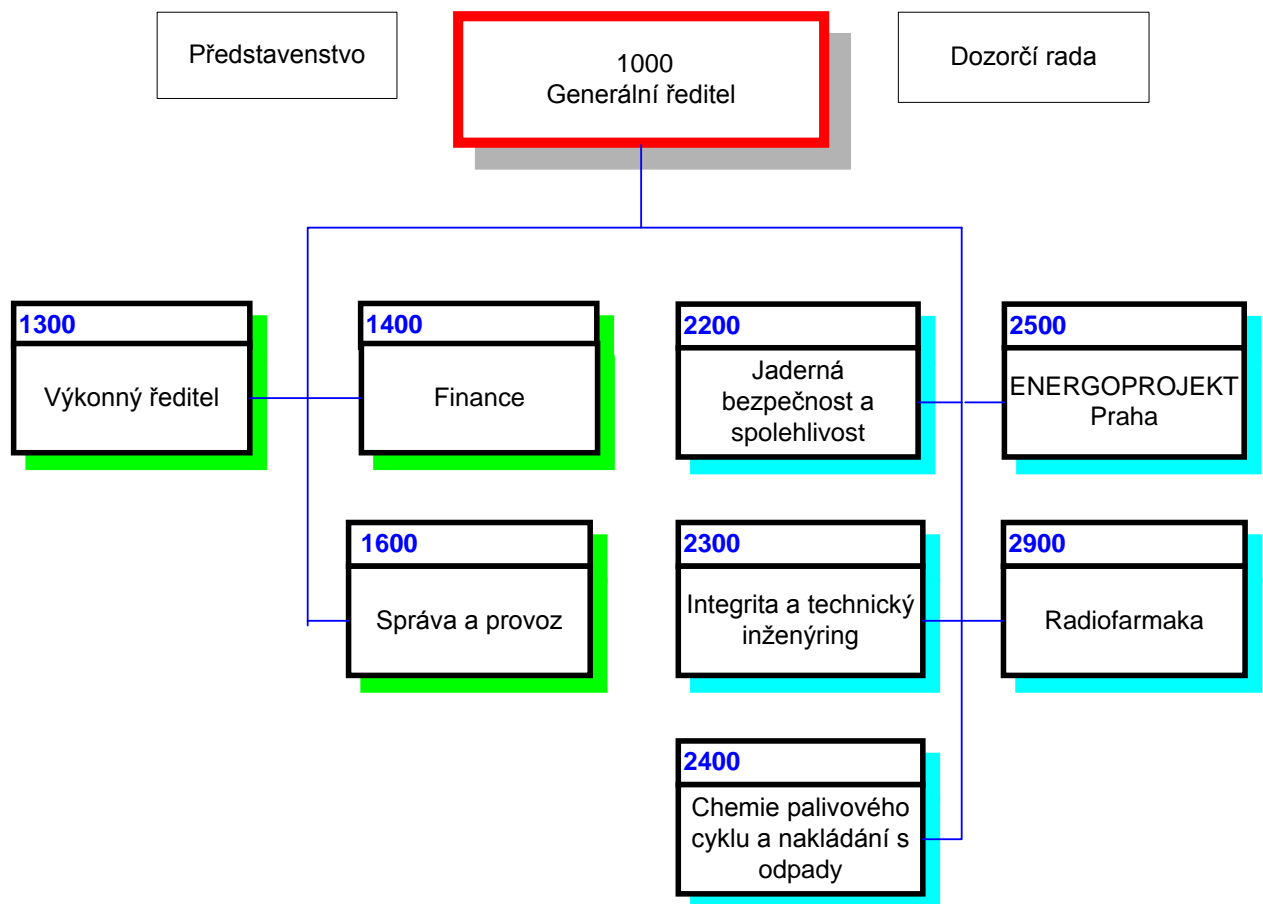 Představenstvo
1000
Generální ředitel
Dozorčí rada
1300
Výkonný ředitel
1400
Finance
2200
Jaderná
bezpečnost a
spolehlivost
2500
ENERGOPROJEKT
Praha
1600
Správa a provoz
2300
Integrita a technický
inženýring
2900
Radiofarmaka
2400
Chemie palivového
cyklu a nakládání s
odpady